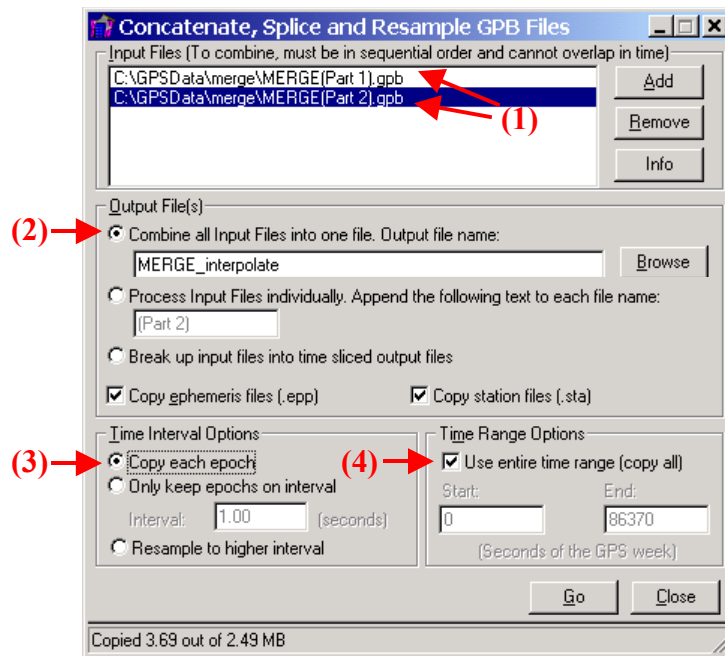 Concatenate, Splice and Resample GPB Files
Input Files (To combine, must be in sequential order and cannot overlap in time)
C:\GPSData\merge\MERGE(Part 1).gpb
C:\GPSData\merge\MERGE(Part 2).gpb
(1)
Add
Remove
Info
Output File(s)
(2)
Combine all Input Files into one file. Output file name:
MERGE_interpolate
Browse
Process Input Files individually. Append the following text to each file name:
(Part 2)
Break up input files into time sliced output files
Copy ephemeris files (.epp)
Copy station files (.sta)
Time Interval Options
(3)
Copy each epoch
Only keep epochs on interval
Interval: 1.00 (seconds)
Resample to higher interval
Time Range Options
(4)
Use entire time range (copy all)
Start: End:
0 86370
(Seconds of the GPS week)
Go
Close
Copied 3.69 out of 2.49 MB